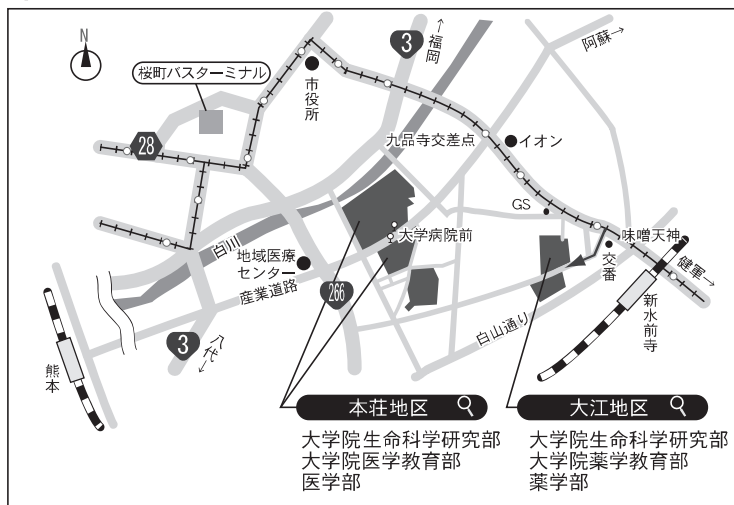 N
3
↑福岡
阿蘇→
桜町バスターミナル
市役所
28
九品寺交差点
イオン
GS
大学病院前
味噌天神
交番
健軍→
白川
地域医療
センター
産業道路
266
新水前寺
白山通り
3
八代↓
熊本
本荘地区
大学院生命科学研究部
大学院医学教育部
医学部
大江地区
大学院生命科学研究部
大学院薬学教育部
薬学部